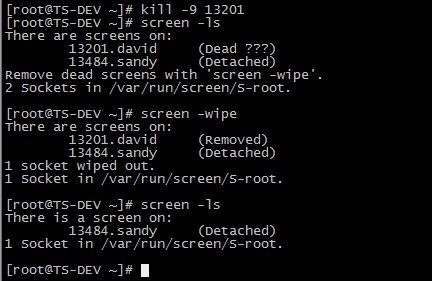 [root@TS-DEV ~]# kill -9 13201
[root@TS-DEV ~]# screen -ls
There are screens on:
        13201.david     (Dead ???)
        13484.sandy     (Detached)
Remove dead screens with 'screen -wipe'.
2 Sockets in /var/run/screen/S-root.
[root@TS-DEV ~]# screen -wipe
There are screens on:
        13201.david     (Removed)
        13484.sandy     (Detached)
1 socket wiped out.
1 Socket in /var/run/screen/S-root.
[root@TS-DEV ~]# screen -ls
There is a screen on:
        13484.sandy     (Detached)
1 Socket in /var/run/screen/S-root.
[root@TS-DEV ~]#